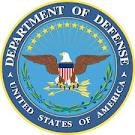 DEPARTMENT OF DEFENSE
UNITED STATES OF AMERICA